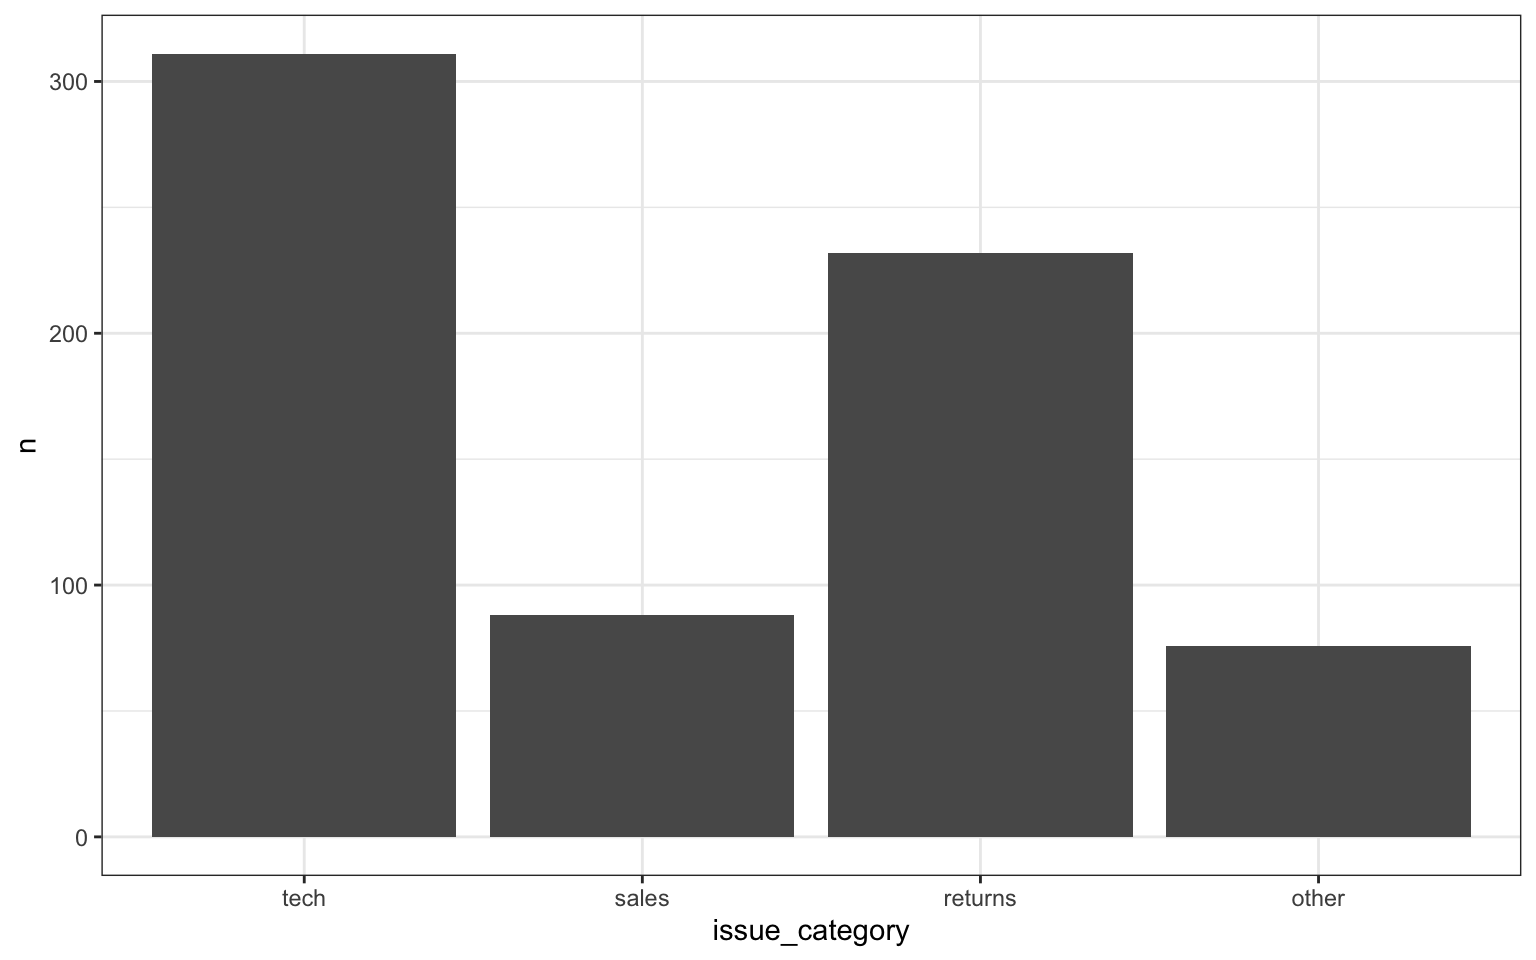 300
200
100
0
n
tech sales returns other
issue_category